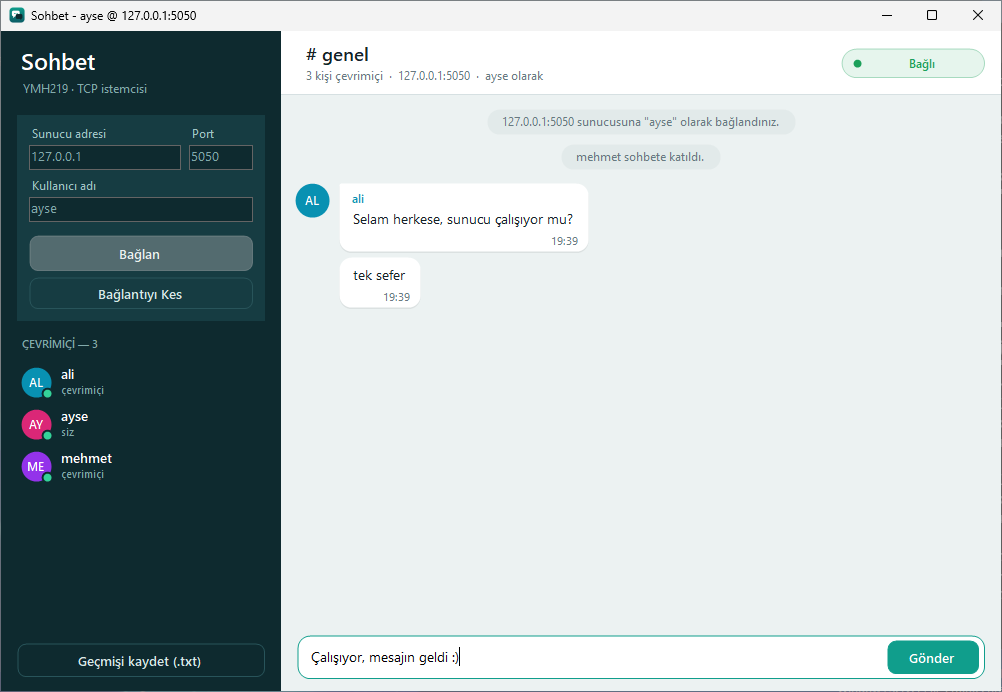 Sohbet - ayse @ 127.0.0.1:5050
Sohbet
YMH219 · TCP istemcisi
Sunucu adresi
Port
127.0.0.1
5050
Kullanıcı adı
ayse
Bağlan
Bağlantıyı Kes
ÇEVRİMİÇİ — 3
AL
ali
çevrimiçi
AY
ayse
siz
ME
mehmet
çevrimiçi
Geçmişi kaydet (.txt)
# genel
3 kişi çevrimiçi · 127.0.0.1:5050 · ayse olarak
Bağlı
127.0.0.1:5050 sunucusuna "ayse" olarak bağlandınız.
mehmet sohbete katıldı.
AL
ali
Selam herkese, sunucu çalışıyor mu?
19:39
tek sefer
19:39
Çalışıyor, mesajın geldi :)
Gönder